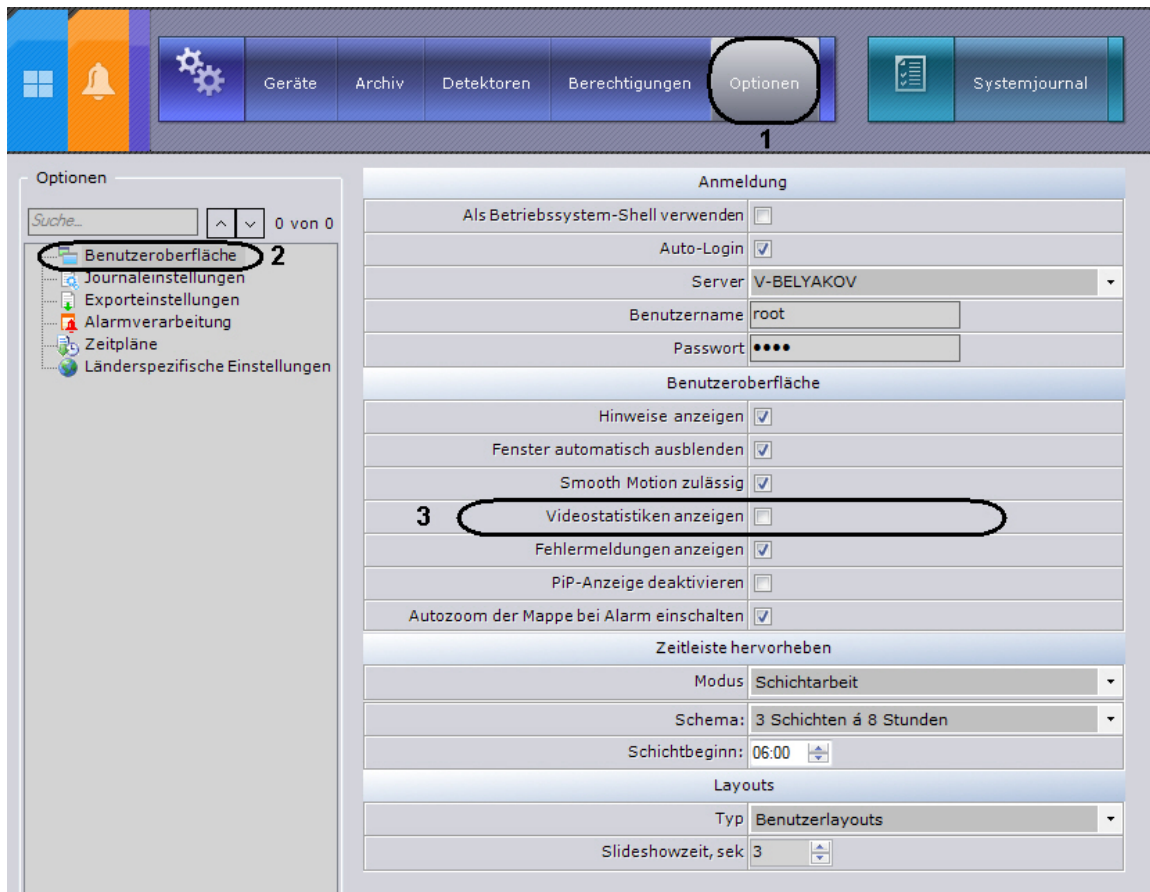 Geräte Archiv Detektoren Berechtigungen Optionen Systemjournal
1
Optionen
Suche...
0 von 0
Benutzeroberfläche 2
Journaleinstellungen
Exporteinstellungen
Alarmverarbeitung
Zeitpläne
Länderspezifische Einstellungen
Anmeldung
Als Betriebssystem-Shell verwenden
Auto-Login
Server V-BELYAKOV
Benutzername root
Passwort ••••
Benutzeroberfläche
Hinweise anzeigen
Fenster automatisch ausblenden
Smooth Motion zulässig
3 Videostatistiken anzeigen
Fehlermeldungen anzeigen
PiP-Anzeige deaktivieren
Autozoom der Mappe bei Alarm einschalten
Zeitleiste hervorheben
Modus Schichtarbeit
Schema: 3 Schichten á 8 Stunden
Schichtbeginn: 06:00
Layouts
Typ Benutzerlayouts
Slideshowzeit, sek 3